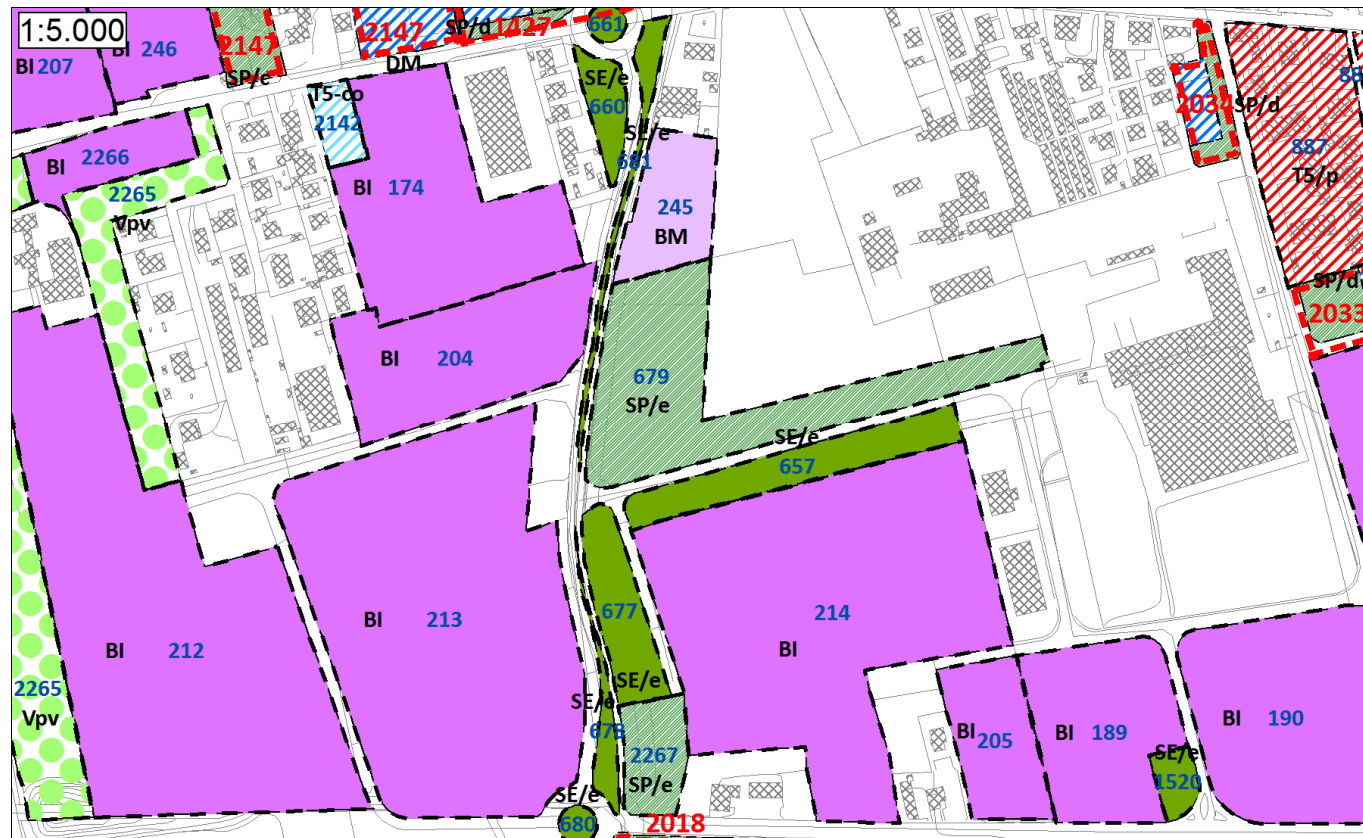 1:5.000
661
BI 246
2147
2147
SP/d
1427
BI 207
SP/e
DM
SE/e
660
T5-co
2142
2034
SP/d
88
SE/e
681
887
T5/p
BI 2266
BI 174
2265
Vpv
245
BM
SP/d
2033
BI 204
679
SP/e
SE/e
657
677
214
BI 213
BI 212
BI
SE/e
2265
Vpv
SE/e
678
BI 205
BI 189
BI 190
2267
SP/e
SE/e
1520
SE/e
680
2018